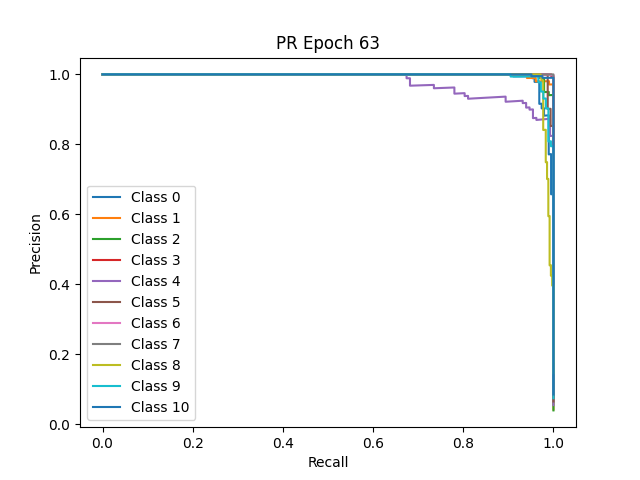 PR Epoch 63
1.0
0.8
0.6
0.4
0.2
0.0
Precision
Class 0
Class 1
Class 2
Class 3
Class 4
Class 5
Class 6
Class 7
Class 8
Class 9
Class 10
0.0 0.2 0.4 0.6 0.8 1.0
Recall